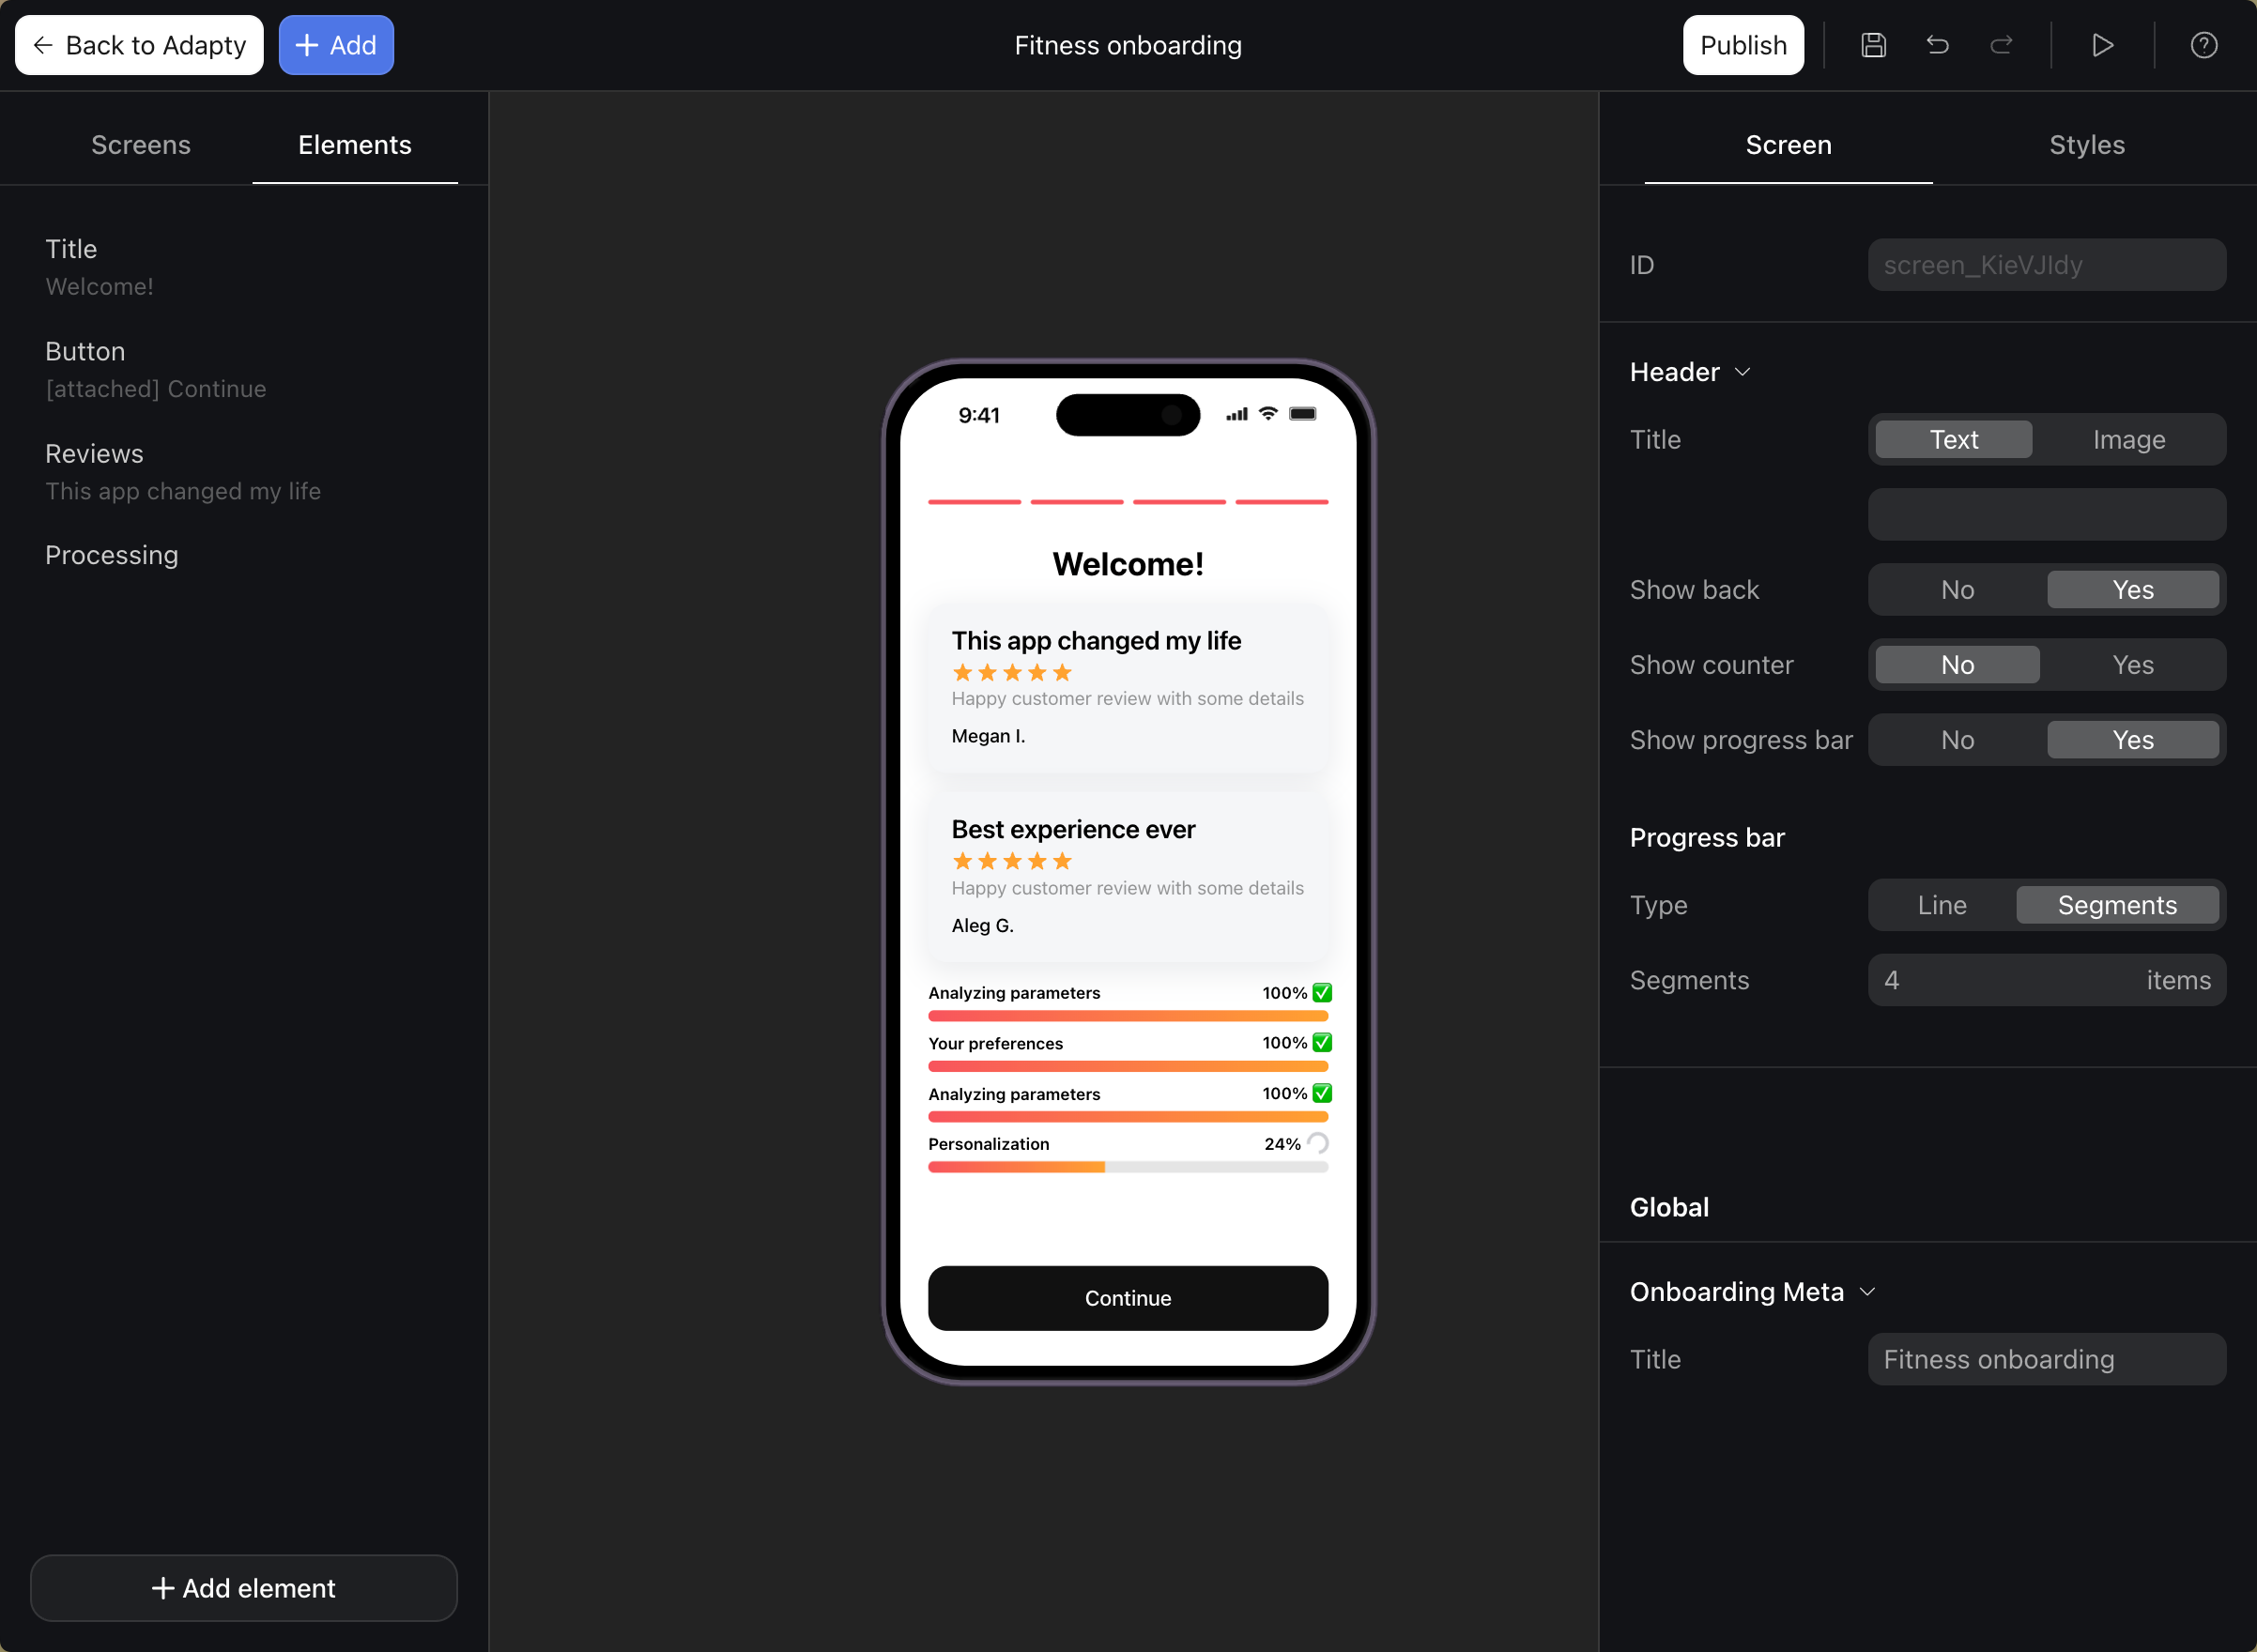 Back to Adapty
Add
Fitness onboarding
Publish
Screens
Elements
Title
Welcome!
Button
[attached] Continue
Reviews
This app changed my life
Processing
Add element
9:41
Welcome!
This app changed my life
Happy customer review with some details
Megan I.
Best experience ever
Happy customer review with some details
Aleg G.
Analyzing parameters 100%
Your preferences 100%
Analyzing parameters 100%
Personalization 24%
Continue
Screen
Styles
ID screen_KieVJIdy
Header
Title Text Image
Show back No Yes
Show counter No Yes
Show progress bar No Yes
Progress bar
Type Line Segments
Segments 4 items
Global
Onboarding Meta
Title Fitness onboarding